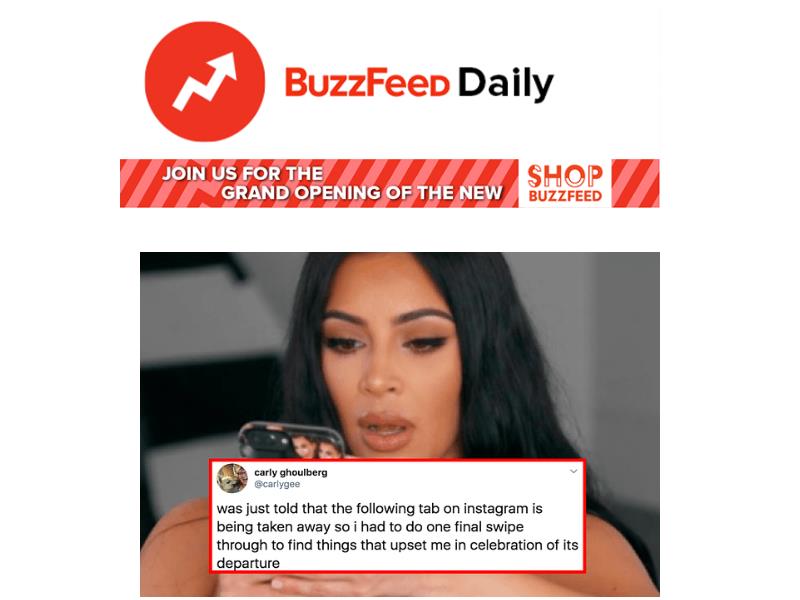 BuzzFeed Daily
JOIN US FOR THE
GRAND OPENING OF THE NEW
SHOP
BUZZFEED
carly ghoulberg
@carlygee
was just told that the following tab on instagram is
being taken away so i had to do one final swipe
through to find things that upset me in celebration of its
departure